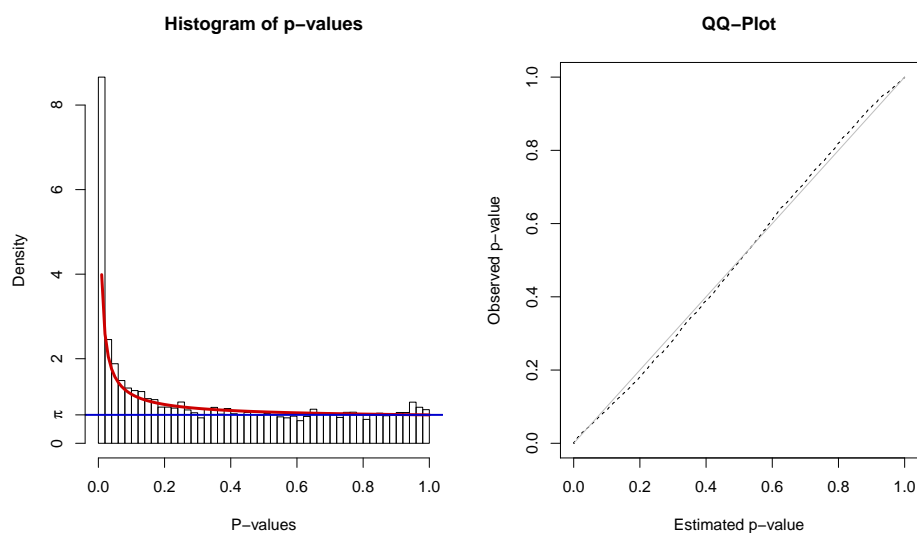 Histogram of p−values
Density
8
6
4
2
π
0
0.0 0.2 0.4 0.6 0.8 1.0
P−values
QQ−Plot
Observed p−value
1.0
0.8
0.6
0.4
0.2
0.0
0.0 0.2 0.4 0.6 0.8 1.0
Estimated p−value